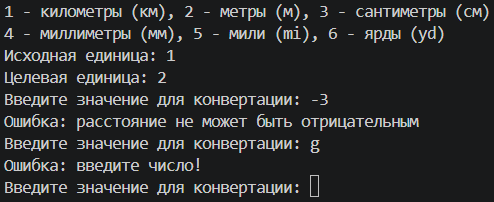 1 - километры (км), 2 - метры (м), 3 - сантиметры (см)
4 - миллиметры (мм), 5 - мили (mi), 6 - ярды (yd)
Исходная единица: 1
Целевая единица: 2
Введите значение для конвертации: -3
Ошибка: расстояние не может быть отрицательным
Введите значение для конвертации: g
Ошибка: введите число!
Введите значение для конвертации: